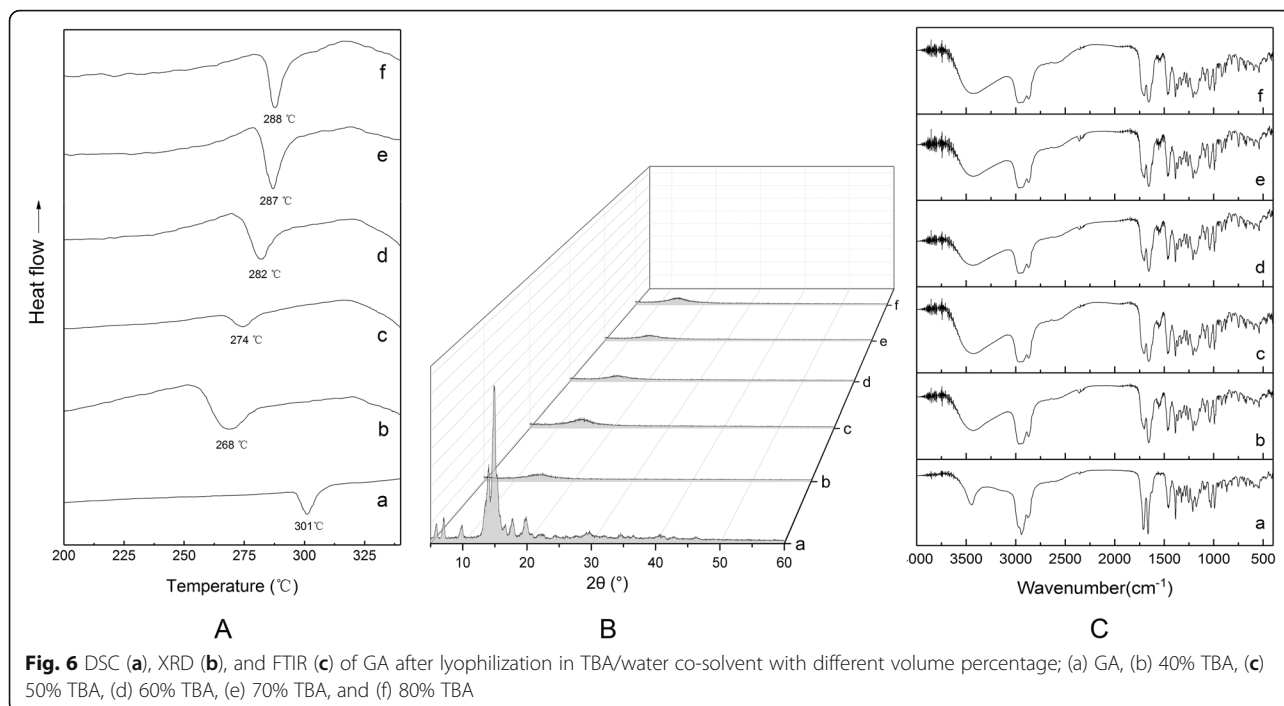 f
288 ℃
e
287 ℃
d
282 ℃
c
274 ℃
b
268 ℃
a
301℃
Heat flow
200 225 250 275 300 325
Temperature (℃)
A
f
e
d
c
b
a
10 20 30 40 50 60
2θ (°)
B
f
e
d
c
b
a
000 3500 3000 2500 2000 1500 1000 500
Wavenumber(cm-1)
C
Fig. 6 DSC (a), XRD (b), and FTIR (c) of GA after lyophilization in TBA/water co-solvent with different volume percentage; (a) GA, (b) 40% TBA, (c)
50% TBA, (d) 60% TBA, (e) 70% TBA, and (f) 80% TBA